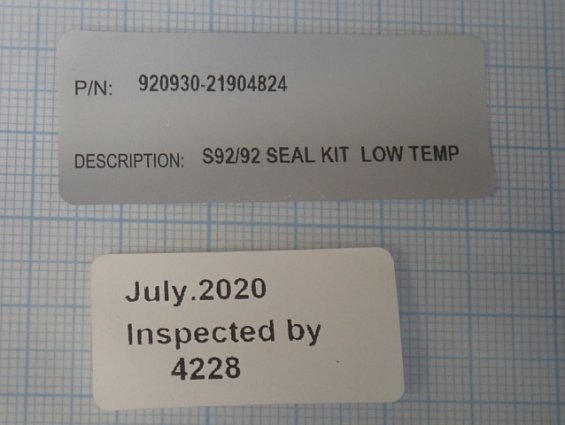 P/N: 920930-21904824
DESCRIPTION: S92/92 SEAL KIT LOW TEMP
July.2020
Inspected by
4228